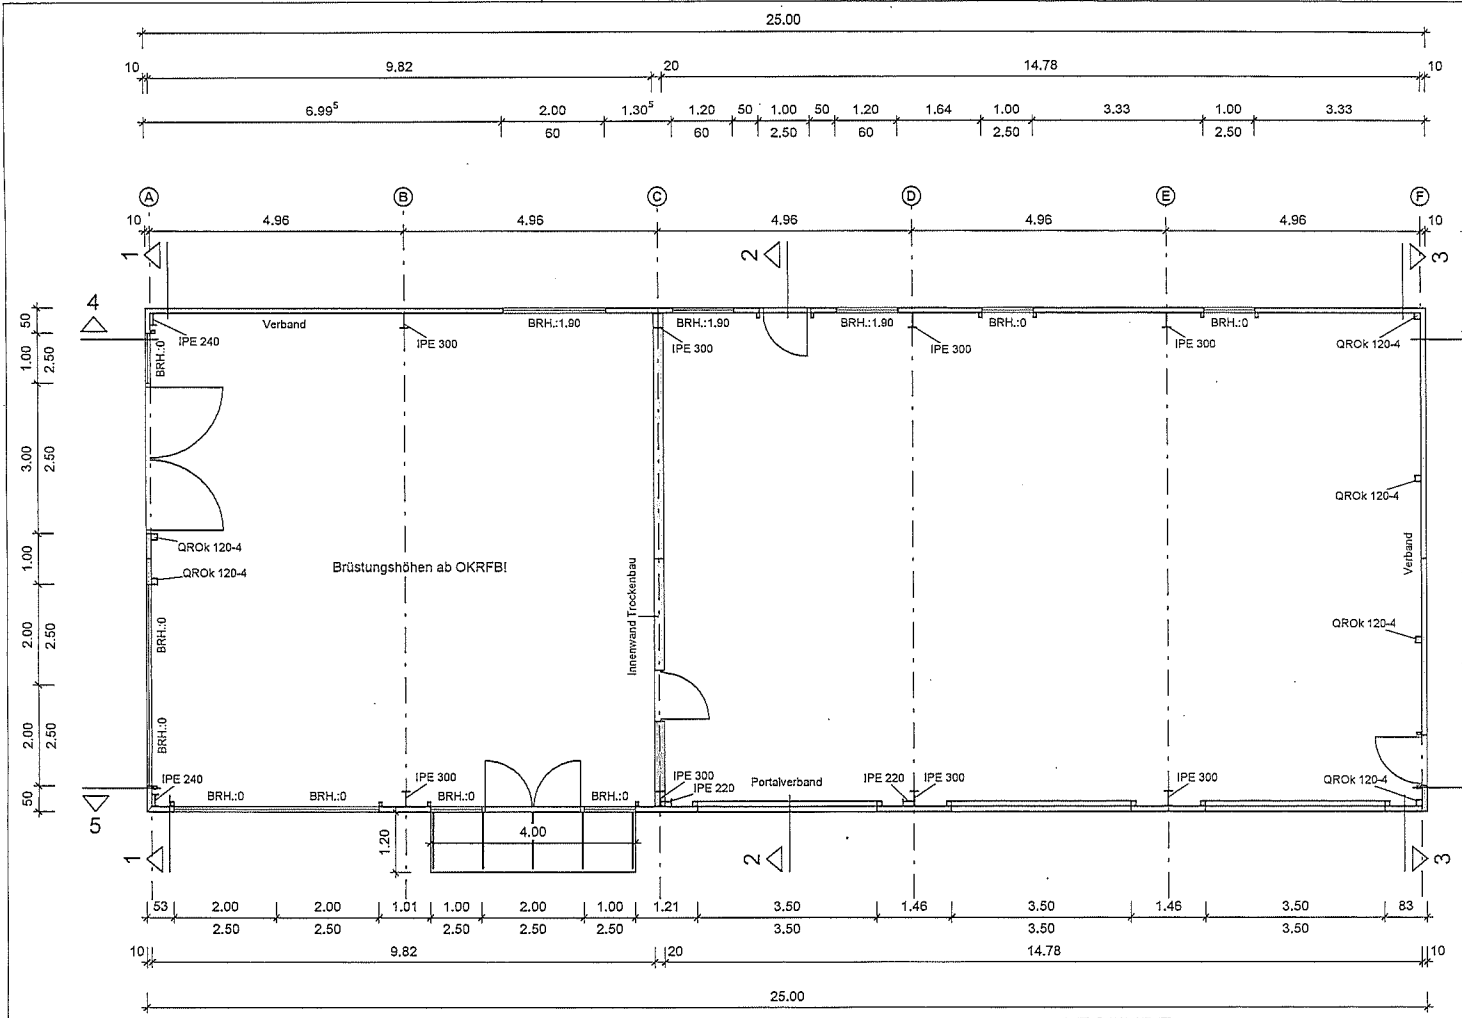 25.00
10 9.82 20 14.78 10
6.99⁵ 2.00 1.30⁵ 1.20 50 1.00 50 1.20 1.64 1.00 3.33 1.00 3.33
60 60 2.50 60 2.50 2.50
A B C D E F
10 4.96 4.96 4.96 4.96 4.96 10
1 2 3
4
Verband BRH.:1.90 BRH.:1.90 BRH.:1.90 BRH.:0 BRH.:0
IPE 240 IPE 300 IPE 300 IPE 300 IPE 300 QROk 120-4
50
1.00 2.50 BRH.:0
3.00 2.50
QROk 120-4
1.00 QROk 120-4
QROk 120-4
Brüstungshöhen ab OKRFB!
Innenwand Trockenbau
Verband
2.00 2.50 BRH.:0
QROk 120-4
2.00 2.50 BRH.:0
50
IPE 240 IPE 300 IPE 300 Portalverband IPE 220 IPE 300 IPE 300 QROk 120-4
IPE 220
BRH.:0 BRH.:0 BRH.:0 BRH.:0
5
1.20 4.00
1 2 3
53 2.00 2.00 1.01 1.00 2.00 1.00 1.21 3.50 1.46 3.50 1.46 3.50 83
2.50 2.50 2.50 2.50 2.50 3.50 3.50 3.50
10 9.82 20 14.78 10
25.00